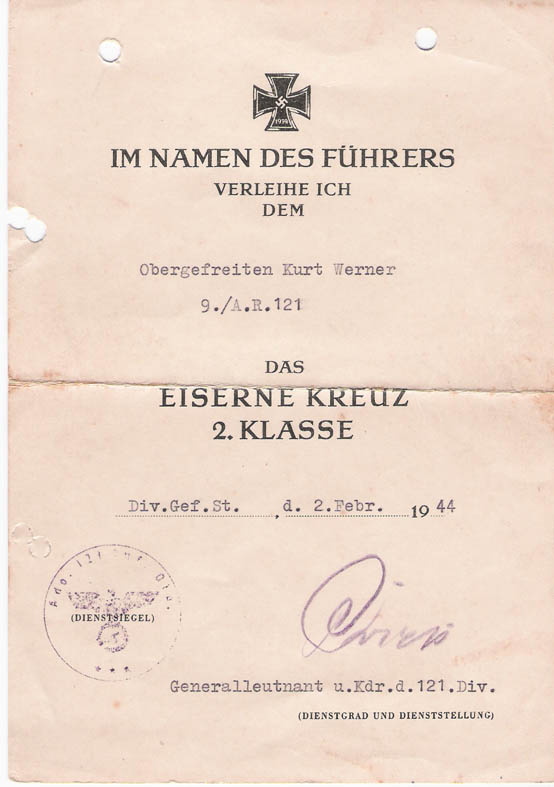 1939
IM NAMEN DES FÜHRERS
VERLEIHE ICH
DEM
Obergefreiten Kurt Werner
9./A.R.121
DAS
EISERNE KREUZ
2. KLASSE
Div.Gef.St. , d. 2.Febr. 1944
121
(DIENSTSIEGEL)
Generalleutnant u.Kdr.d.121.Div.
(DIENSTGRAD UND DIENSTSTELLUNG)